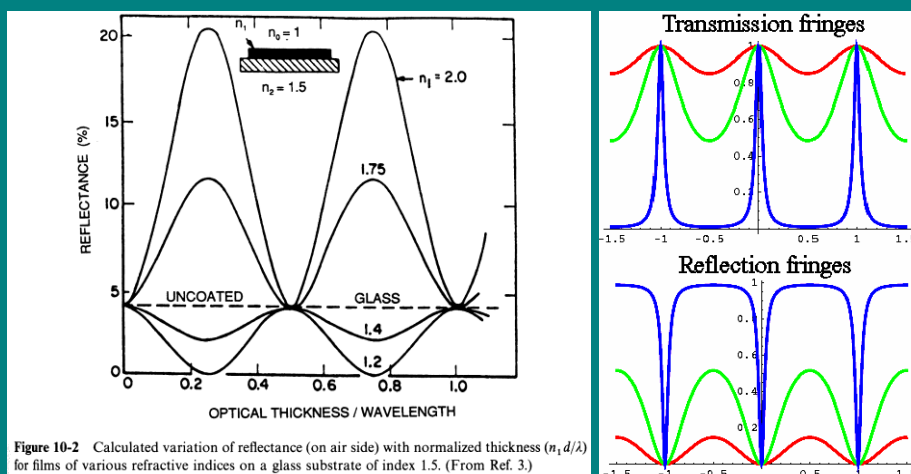 n₁
n₀ = 1
n₂ = 1.5
n₁ = 2.0
1.75
UNCOATED GLASS
1.4
1.2
20
15
10
5
0
REFLECTANCE (%)
0 0.2 0.4 0.6 0.8 1.0
OPTICAL THICKNESS / WAVELENGTH
Figure 10-2 Calculated variation of reflectance (on air side) with normalized thickness (n₁d/λ)
for films of various refractive indices on a glass substrate of index 1.5. (From Ref. 3.)
Transmission fringes
1
0.8
0.6
0.4
0.2
-1.5 -1 -0.5 0.5 1 1.
Reflection fringes
1
0.8
0.6
0.4
0.2